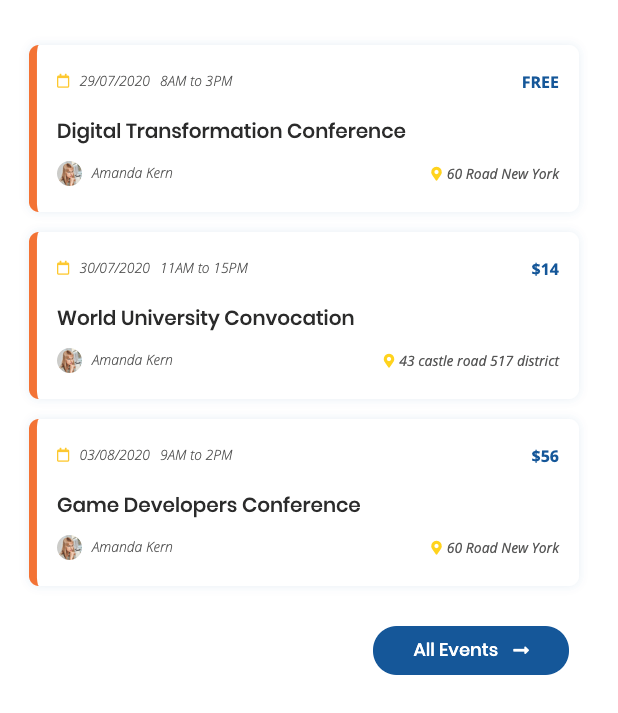 29/07/2020 8AM to 3PM FREE
Digital Transformation Conference
Amanda Kern 60 Road New York
30/07/2020 11AM to 15PM $14
World University Convocation
Amanda Kern 43 castle road 517 district
03/08/2020 9AM to 2PM $56
Game Developers Conference
Amanda Kern 60 Road New York
All Events